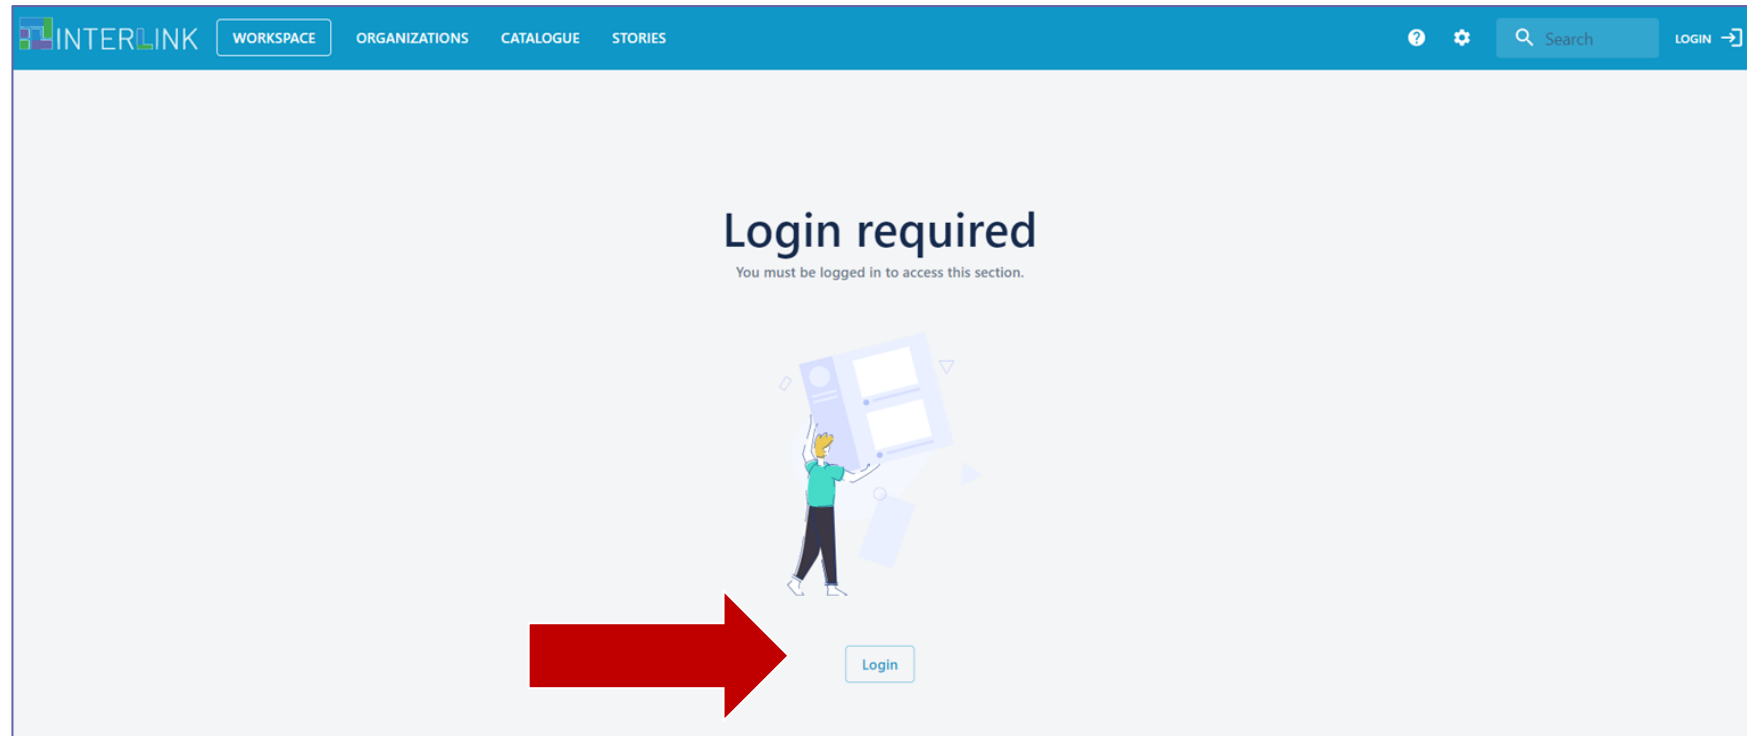 INTERLINK WORKSPACE ORGANIZATIONS CATALOGUE STORIES Search LOGIN
Login required
You must be logged in to access this section.
Login